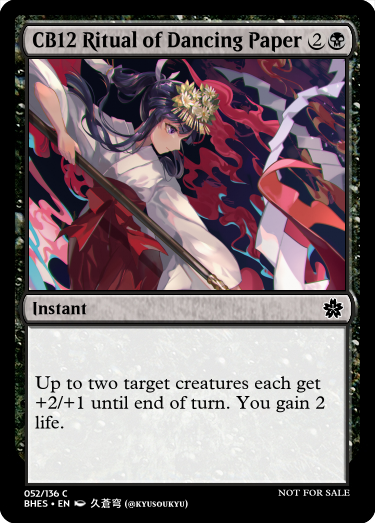 CB12 Ritual of Dancing Paper 2
Instant
Up to two target creatures each get
+2/+1 until end of turn. You gain 2
life.
052/136 C
NOT FOR SALE
BHES • EN 久蒼穹 (@KYUSOUKYU)